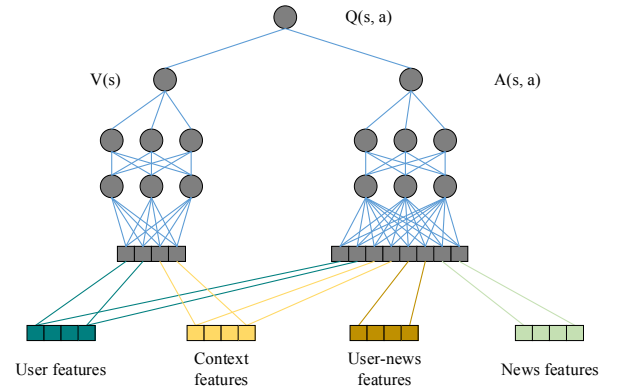 Q(s, a)
V(s)
A(s, a)
User features
Context
features
User-news
features
News features